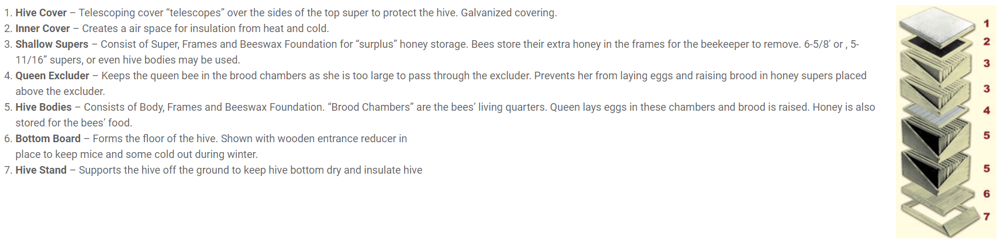 1. Hive Cover – Telescoping cover “telescopes” over the sides of the top super to protect the hive. Galvanized covering.
2. Inner Cover – Creates a air space for insulation from heat and cold.
3. Shallow Supers – Consist of Super, Frames and Beeswax Foundation for “surplus” honey storage. Bees store their extra honey in the frames for the beekeeper to remove. 6-5/8' or , 5-
11/16” supers, or even hive bodies may be used.
4. Queen Excluder – Keeps the queen bee in the brood chambers as she is too large to pass through the excluder. Prevents her from laying eggs and raising brood in honey supers placed
above the excluder.
5. Hive Bodies – Consists of Body, Frames and Beeswax Foundation. “Brood Chambers” are the bees’ living quarters. Queen lays eggs in these chambers and brood is raised. Honey is also
stored for the bees’ food.
6. Bottom Board – Forms the floor of the hive. Shown with wooden entrance reducer in
place to keep mice and some cold out during winter.
7. Hive Stand – Supports the hive off the ground to keep hive bottom dry and insulate hive
1
2
3
3
4
5
5
6
7